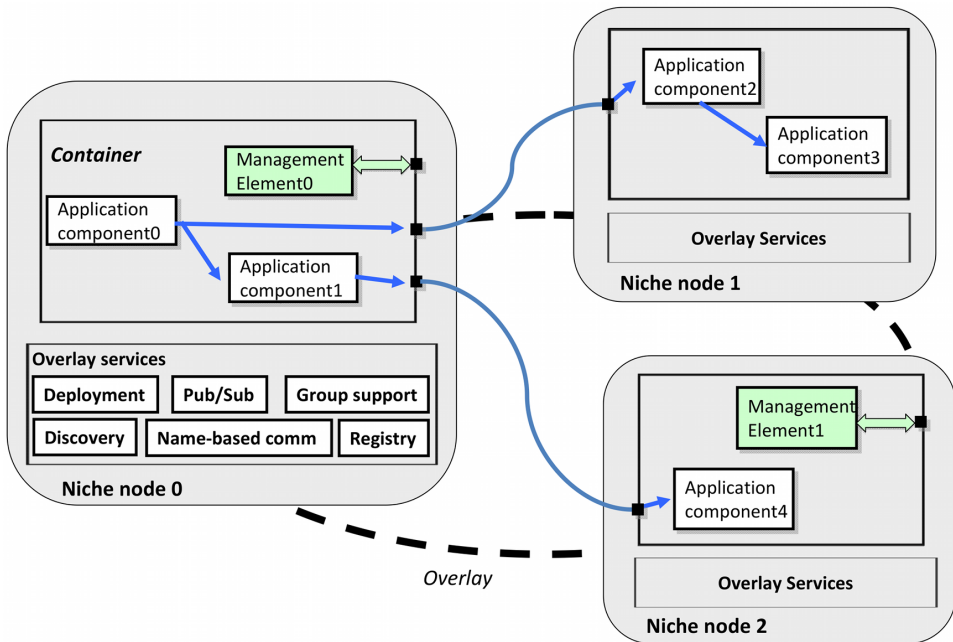 Container
Management
Element0
Application
component0
Application
component1
Overlay services
Deployment
Pub/Sub
Group support
Discovery
Name-based comm
Registry
Niche node 0
Application
component2
Application
component3
Overlay Services
Niche node 1
Management
Element1
Application
component4
Overlay Services
Niche node 2
Overlay